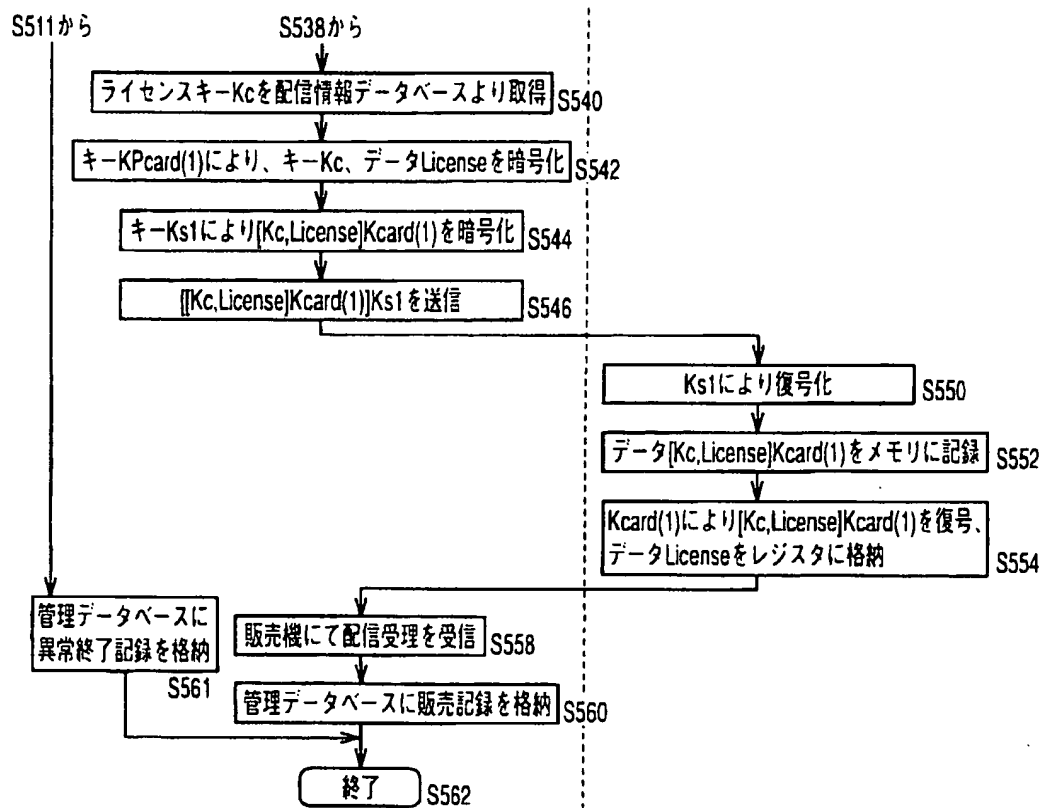 S511から
S538から
ライセンスキーKcを配信情報データベースより取得
S540
キーKPcard(1)により、キーKc、データLicenseを暗号化
S542
キーKs1により[Kc,License]Kcard(1)を暗号化
S544
[[Kc,License]Kcard(1)]Ks1を送信
S546
Ks1により復号化
S550
データ[Kc,License]Kcard(1)をメモリに記録
S552
Kcard(1)により[Kc,License]Kcard(1)を復号、
データLicenseをレジスタに格納
S554
管理データベースに
異常終了記録を格納
S561
販売機にて配信受理を受信
S558
管理データベースに販売記録を格納
S560
終了
S562